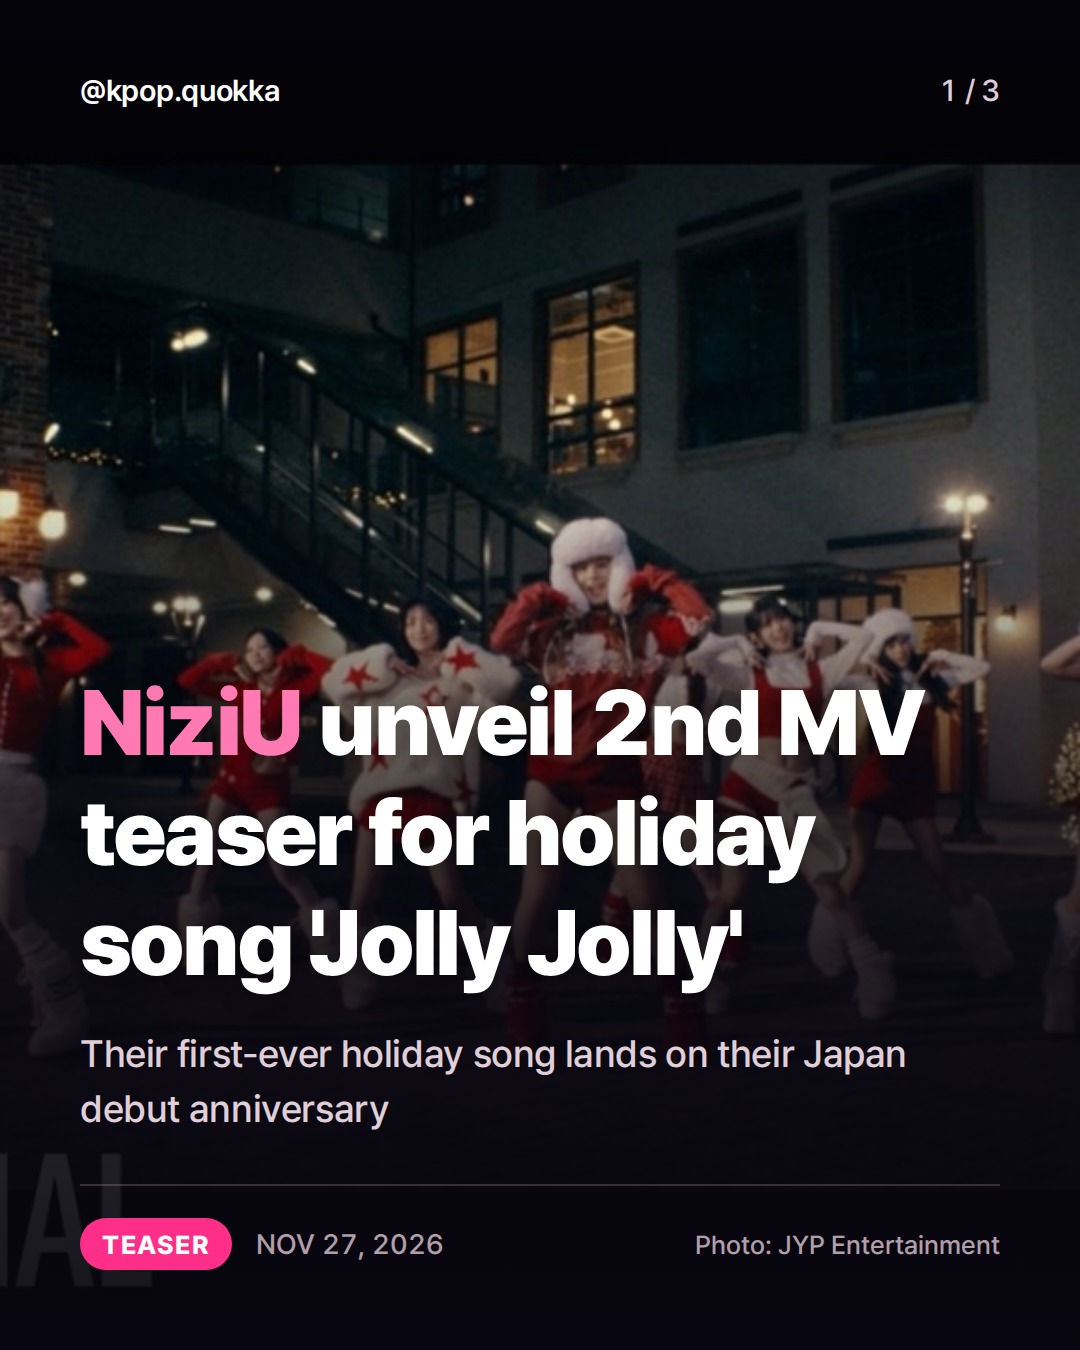 @kpop.quokka
1 / 3
NiziU unveil 2nd MV
teaser for holiday
song 'Jolly Jolly'
Their first-ever holiday song lands on their Japan
debut anniversary
IAL
TEASER
NOV 27, 2026
Photo: JYP Entertainment